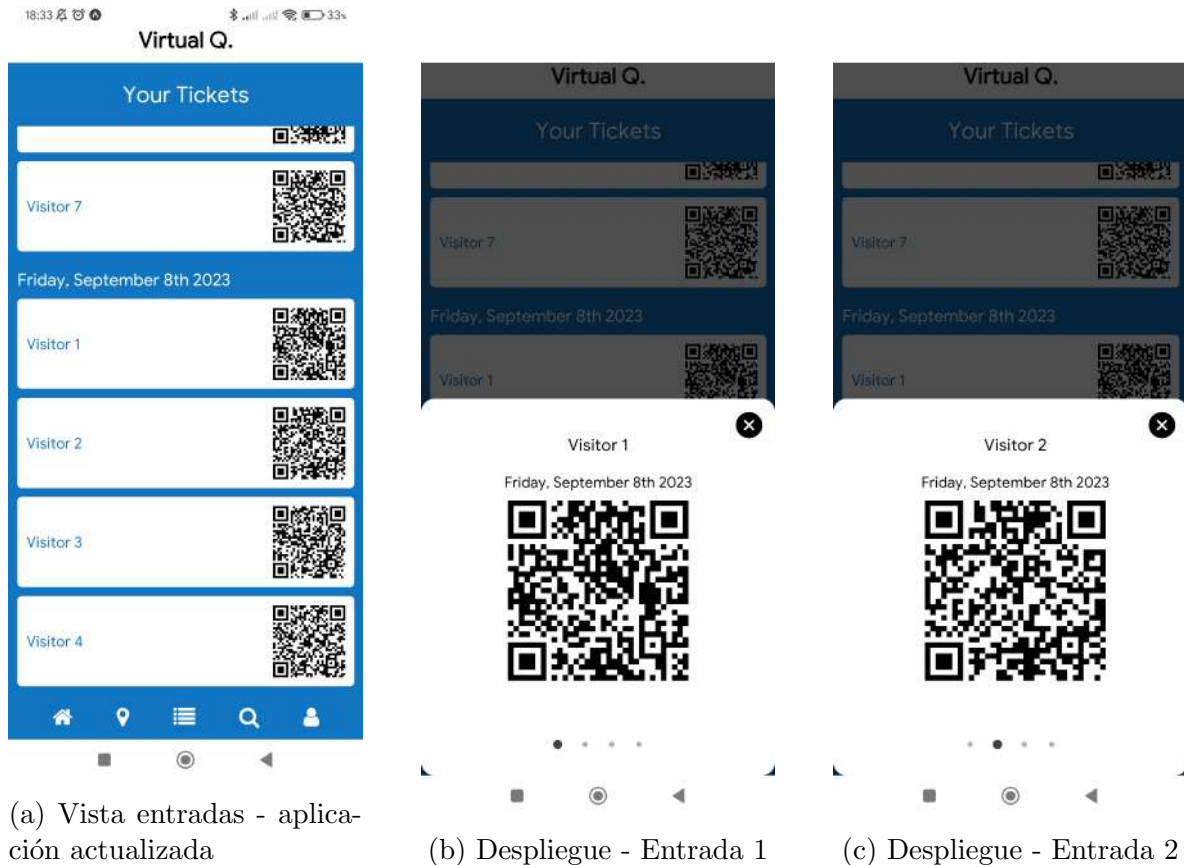 18:33
33%
Virtual Q.
Your Tickets
Visitor 7
Friday, September 8th 2023
Visitor 1
Visitor 2
Visitor 3
Visitor 4
(a) Vista entradas - aplica-
ción actualizada
Virtual Q.
Your Tickets
Visitor 7
Friday, September 8th 2023
Visitor 1
Visitor 1
Friday, September 8th 2023
(b) Despliegue - Entrada 1
Virtual Q.
Your Tickets
Visitor 7
Friday, September 8th 2023
Visitor 1
Visitor 2
Friday, September 8th 2023
(c) Despliegue - Entrada 2